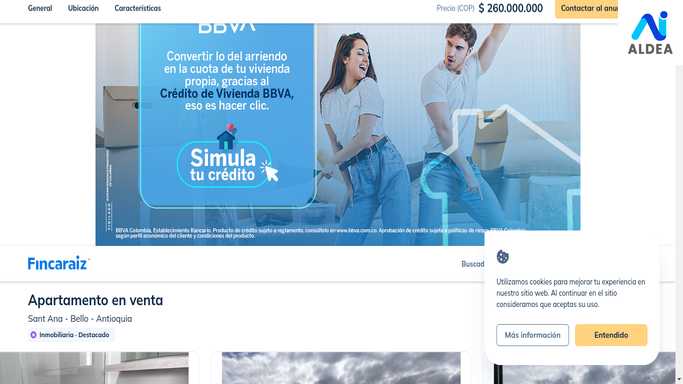 General Ubicación Características Precio (COP) $ 260.000.000
ALDEA
BBVA
Convertir lo del arriendo
en la cuota de tu vivienda
propia, gracias al
Crédito de Vivienda BBVA,
eso es hacer clic.
Simula
tu crédito
BBVA Colombia. Establecimiento Bancario. Producto de crédito sujeto a reglamento, consúltelo en www.bbva.com.co. Aprobación de crédito sujeta a políticas de riesgo BBVA Colombia,
según perfil económico del cliente y condiciones del producto.
Fincaraiz
Apartamento en venta
Sant Ana - Bello - Antioquia
Inmobiliaria - Destacado
Utilizamos cookies para mejorar tu experiencia en
nuestro sitio web. Al continuar en el sitio
consideramos que aceptas su uso.
Más información Entendido